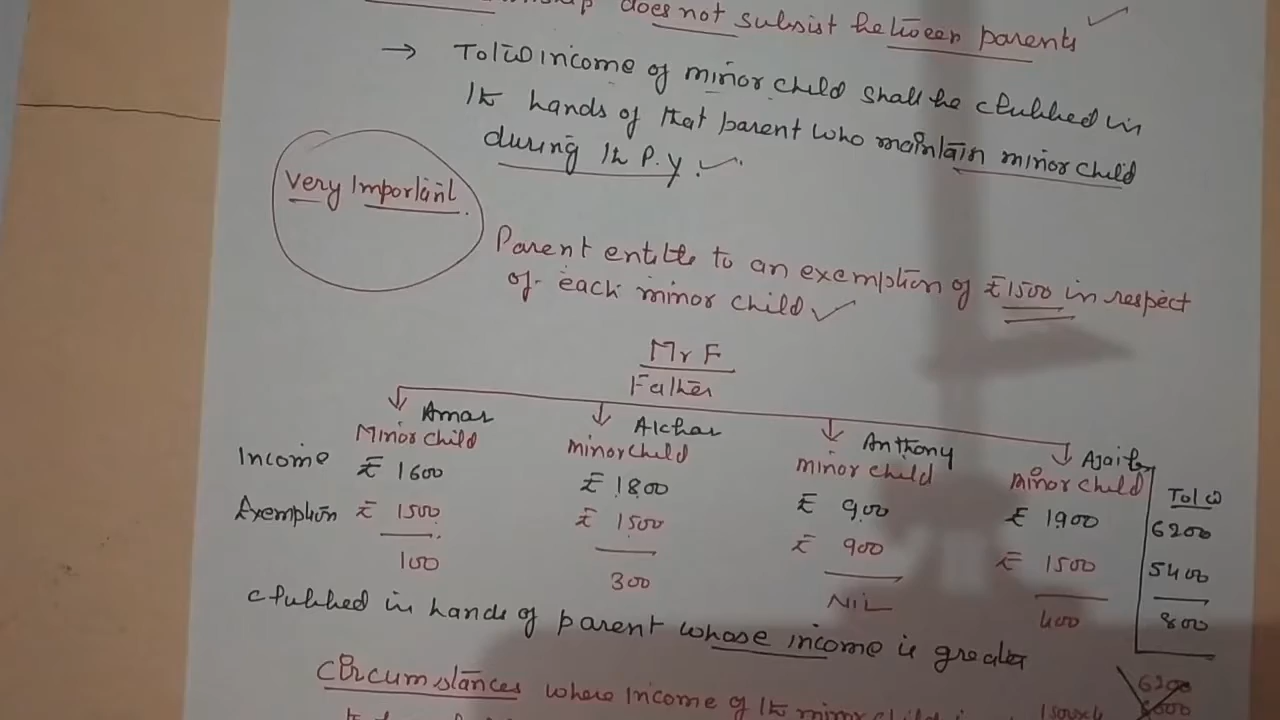 does not subsist between parents
→ Total income of minor child shall be clubbed in
the hands of that parent who maintain minor child
during the P.Y.
Very Important.
Parent entitle to an exemption of ₹1500 in respect
of each minor child
Mr F
Father
Amar Akhar Anthony
Minor child minor child minor child minor child Total
Income ₹ 1600 ₹ 1800 ₹ 900 ₹ 1900 6200
Exemption ₹ 1500 ₹ 1500 ₹ 900 ₹ 1500 5400
100 300 NIL 400 800
clubbed in hands of parent whose income is greater
6200
Circumstances where income of the minor child